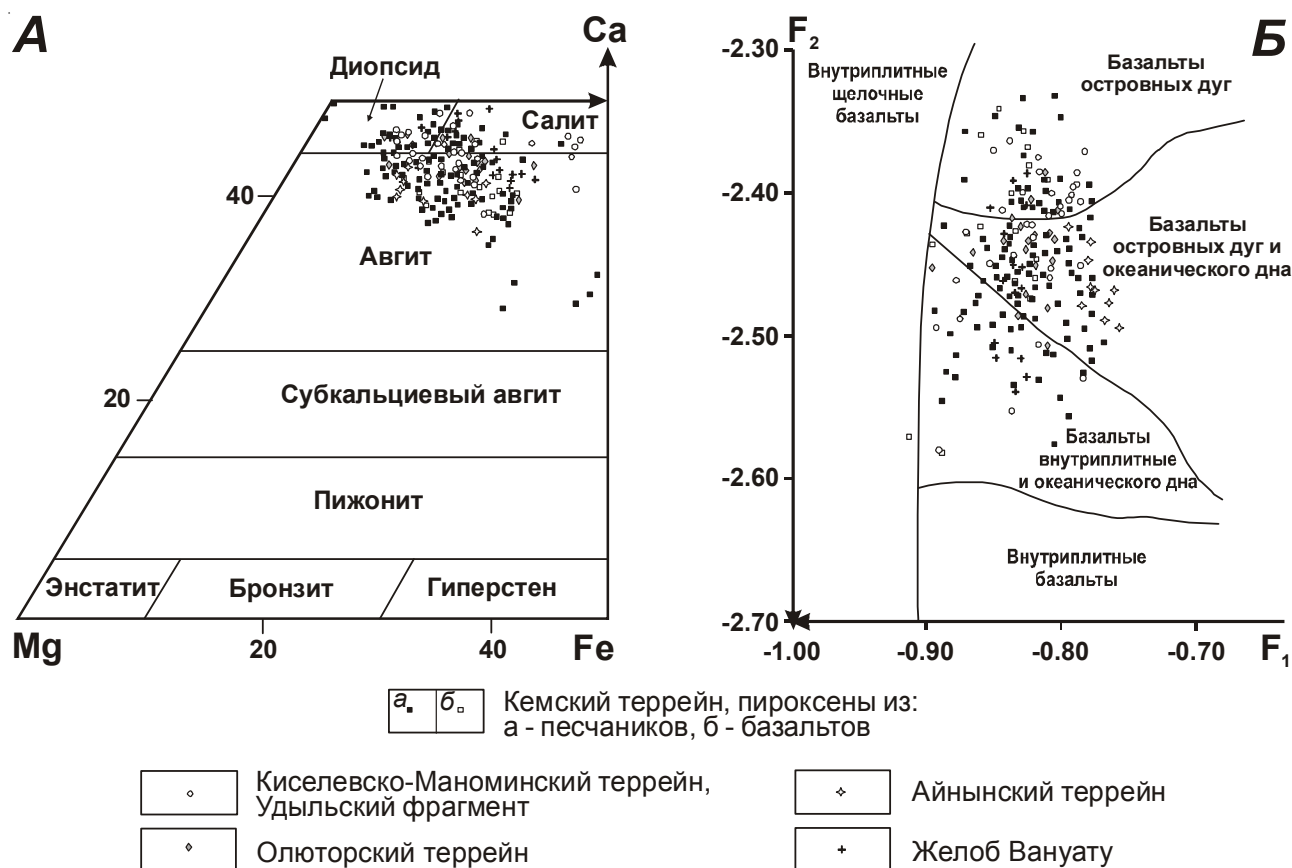 А
Ca
Диопсид
Салит
40
Авгит
20
Субкальциевый авгит
Пижонит
Энстатит
Бронзит
Гиперстен
Mg
20
40
Fe
F2
Б
-2.30
Внутриплитные
щелочные
базальты
Базальты
островных дуг
-2.40
Базальты
островных дуг и
океанического дна
-2.50
Базальты
внутриплитные
и океанического дна
-2.60
Внутриплитные
базальты
-2.70
-1.00
-0.90
-0.80
-0.70
F1
а
б
Кемский террейн, пироксены из:
а - песчаников, б - базальтов
Киселевско-Маноминский террейн,
Удыльский фрагмент
Айнынский террейн
Олюторский террейн
Желоб Вануату